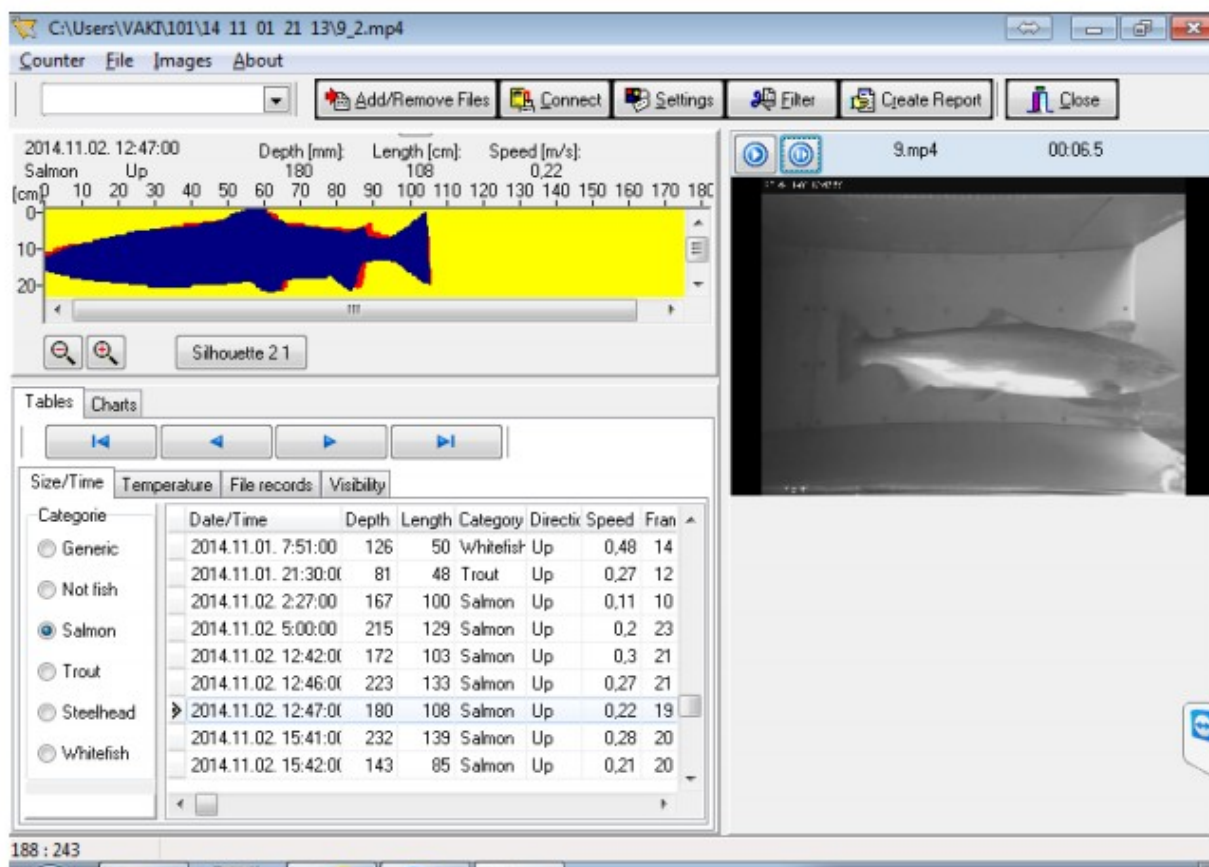 C:\Users\VAKI\101\14 11 01 21 13\9_2.mp4
Counter File Images About
Add/Remove Files Connect Settings Filter Create Report Close
2014.11.02. 12:47:00 Depth [mm]: Length [cm]: Speed [m/s]:
Salmon Up 180 108 0,22
[cm] 0 10 20 30 40 50 60 70 80 90 100 110 120 130 140 150 160 170 180
0
10
20
Silhouette 2 1
9.mp4 00:06.5
Tables Charts
Size/Time Temperature File records Visibility
Categorie
Generic
Not fish
Salmon
Trout
Steelhead
Whitefish
Date/Time Depth Length Category Directic Speed Fran
2014.11.01. 7:51:00 126 50 Whitefish Up 0,48 14
2014.11.01. 21:30:0( 81 48 Trout Up 0,27 12
2014.11.02. 2:27:00 167 100 Salmon Up 0,11 10
2014.11.02. 5:00:00 215 129 Salmon Up 0,2 23
2014.11.02. 12:42:0( 172 103 Salmon Up 0,3 21
2014.11.02. 12:46:0( 223 133 Salmon Up 0,27 21
2014.11.02. 12:47:0( 180 108 Salmon Up 0,22 19
2014.11.02. 15:41:0( 232 139 Salmon Up 0,28 20
2014.11.02. 15:42:0( 143 85 Salmon Up 0,21 20
188 : 243